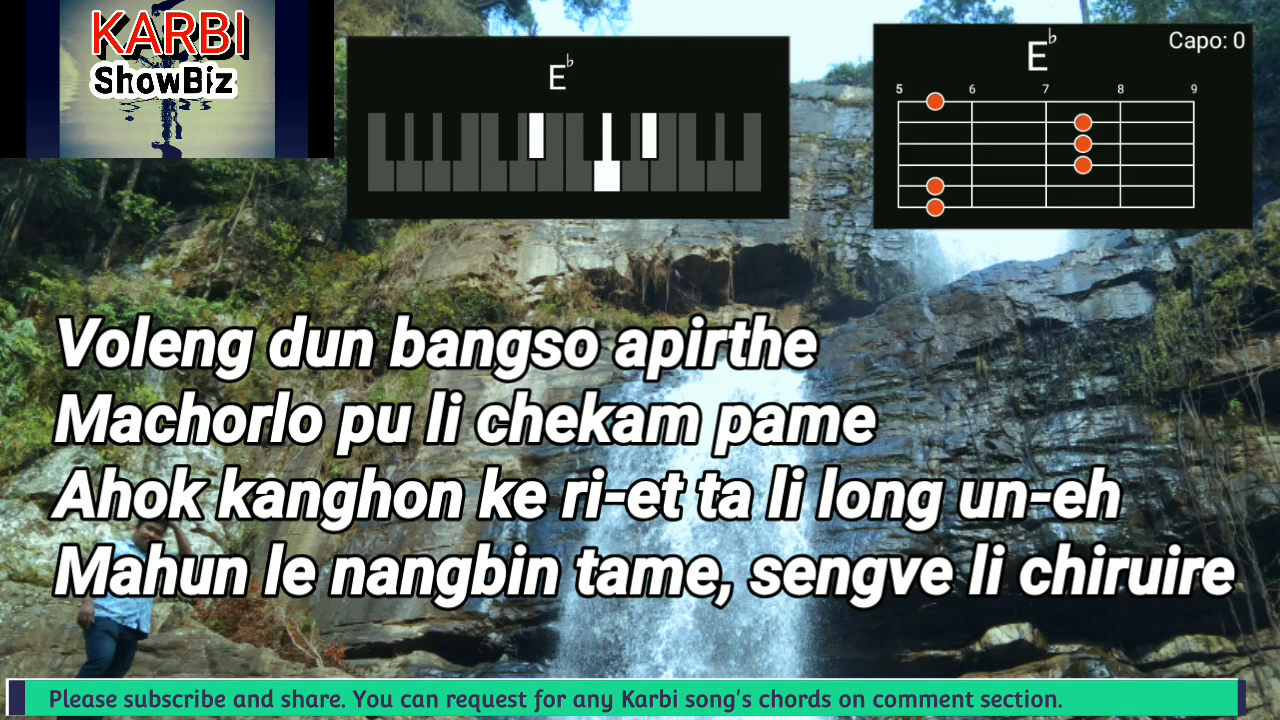 KARBI
ShowBiz
E♭
E♭
Capo: 0
5 6 7 8 9
Voleng dun bangso apirthe
Machorlo pu li chekam pame
Ahok kanghon ke ri-et ta li long un-eh
Mahun le nangbin tame, sengve li chiruire
Please subscribe and share. You can request for any Karbi song's chords on comment section.